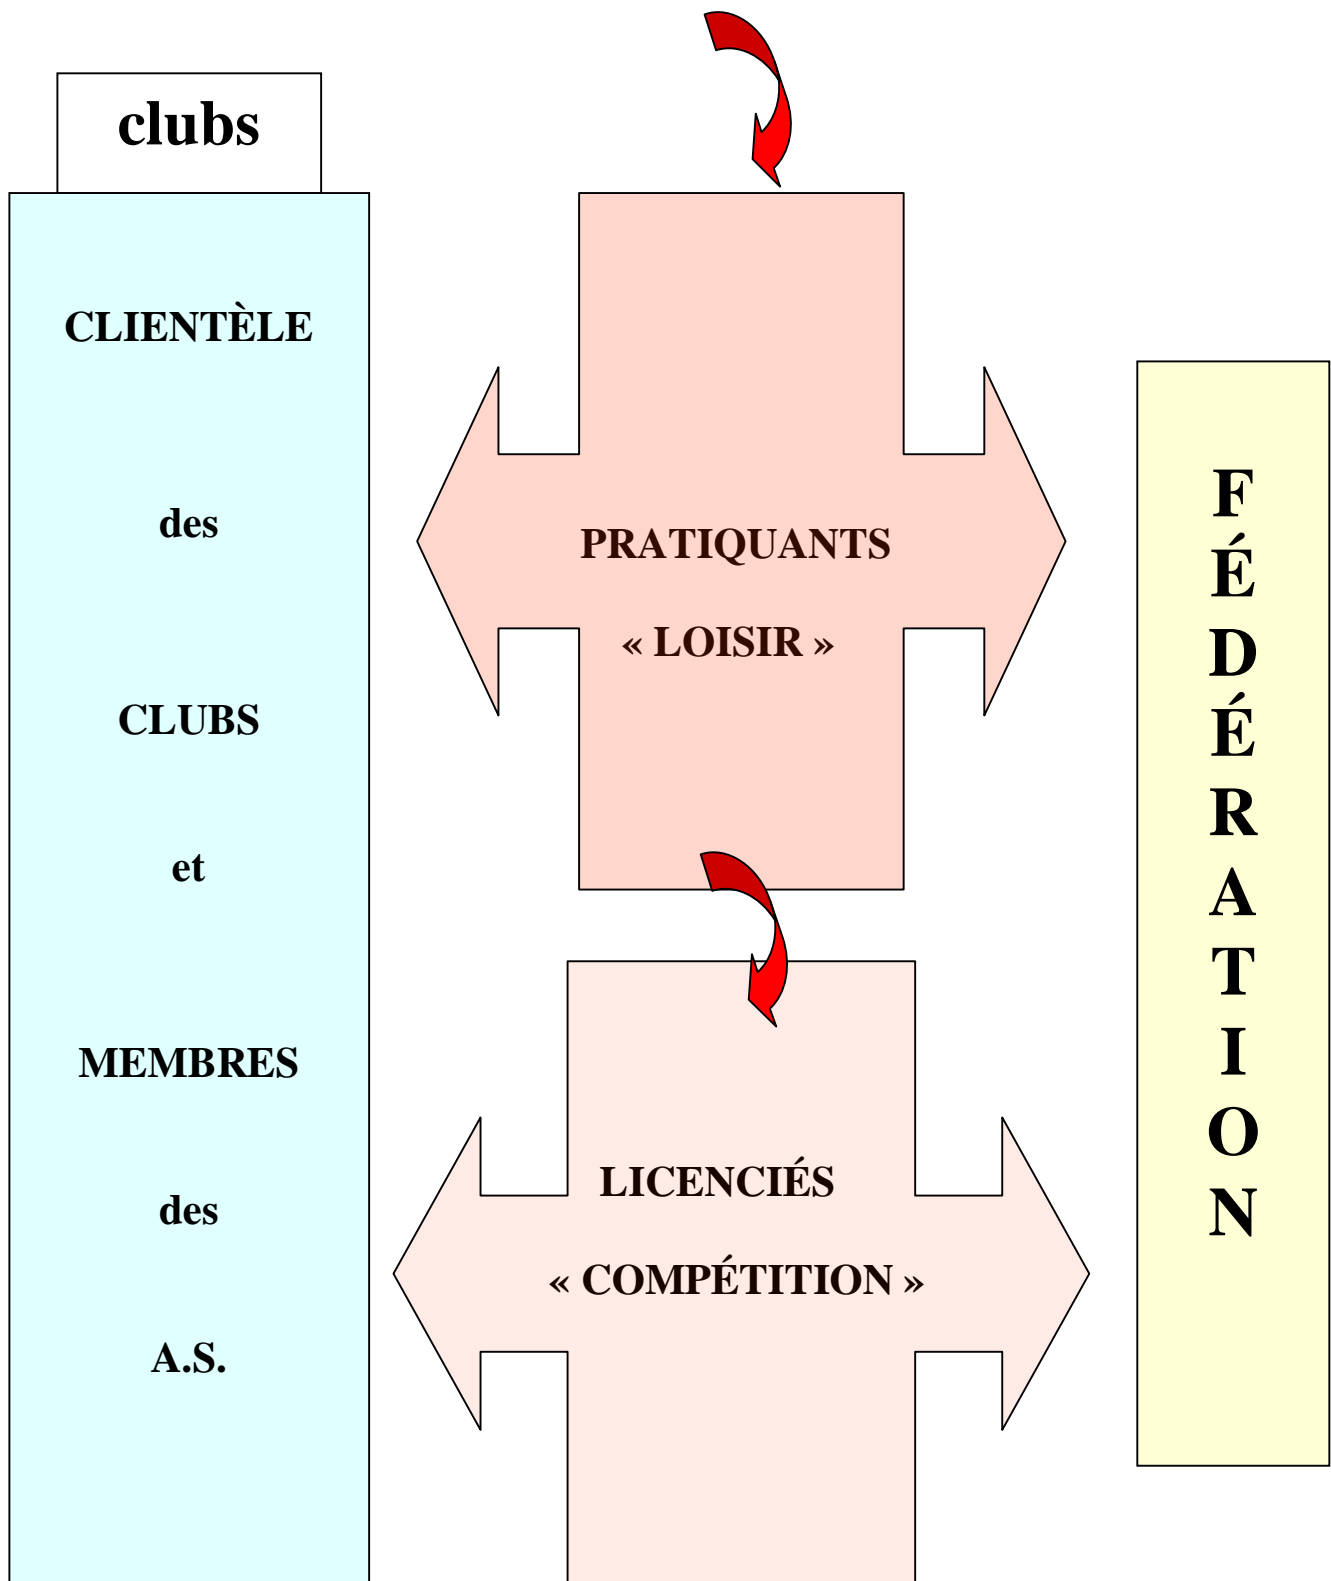 clubs
CLIENTÈLE
des
CLUBS
et
MEMBRES
des
A.S.
PRATIQUANTS
« LOISIR »
LICENCIÉS
« COMPÉTITION »
F
É
D
É
R
A
T
I
O
N